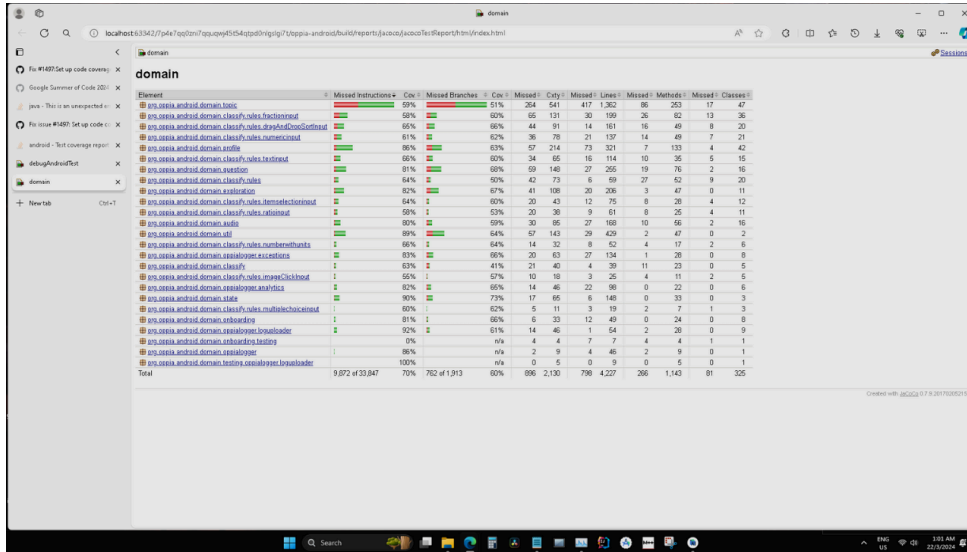 domain
localhost:63342/7p4e7qq0zni7qquqwj45t54qtpd0nlgslgi7t/oppia-android/build/reports/jacoco/jacocoTestReport/html/index.html
Fix #1497: Set up code coverag
Google Summer of Code 2024
java - This is an unexpected er
Fix issue #1497: Set up code co
android - Test coverage report
debugAndroidTest
domain
New tab Ctrl+T
domain Sessions
domain
Element Missed Instructions Cov. Missed Branches Cov. Missed Cxty Missed Lines Missed Methods Missed Classes
org.oppia.android.domain.topic 59% 51% 264 541 417 1,362 86 253 17 47
org.oppia.android.domain.classify.rules.fractioninput 58% 60% 65 131 30 199 26 82 13 36
org.oppia.android.domain.classify.rules.dragAndDropSortInput 65% 66% 44 91 14 161 16 49 8 20
org.oppia.android.domain.classify.rules.numericinput 61% 62% 36 78 21 137 14 49 7 21
org.oppia.android.domain.profile 86% 63% 57 214 73 321 7 133 4 42
org.oppia.android.domain.classify.rules.textinput 66% 60% 34 65 16 114 10 35 5 15
org.oppia.android.domain.question 81% 68% 59 148 27 255 19 76 2 16
org.oppia.android.domain.classify.rules 64% 50% 42 73 6 59 27 52 9 20
org.oppia.android.domain.exploration 82% 67% 41 108 20 206 3 47 0 11
org.oppia.android.domain.classify.rules.itemselectioninput 64% 60% 20 43 12 75 8 28 4 12
org.oppia.android.domain.classify.rules.ratioinput 58% 53% 20 38 9 61 8 25 4 11
org.oppia.android.domain.audio 80% 59% 30 85 27 168 10 56 2 16
org.oppia.android.domain.util 89% 64% 57 143 29 429 2 47 0 2
org.oppia.android.domain.classify.rules.numberwithunits 66% 64% 14 32 8 52 4 17 2 6
org.oppia.android.domain.oppialogger.exceptions 83% 66% 20 63 27 134 1 28 0 8
org.oppia.android.domain.classify 63% 41% 21 40 4 39 11 23 0 5
org.oppia.android.domain.classify.rules.imageClickInput 55% 57% 10 18 3 25 4 11 2 5
org.oppia.android.domain.oppialogger.analytics 82% 65% 14 46 22 98 0 22 0 6
org.oppia.android.domain.state 90% 73% 17 65 6 148 0 33 0 3
org.oppia.android.domain.classify.rules.multiplechoiceinput 60% 62% 5 11 3 19 2 7 1 3
org.oppia.android.domain.onboarding 81% 66% 6 33 12 49 0 24 0 8
org.oppia.android.domain.oppialogger.loguploader 92% 61% 14 46 1 54 2 28 0 9
org.oppia.android.domain.onboarding.testing 0% n/a 4 4 7 7 4 4 1 1
org.oppia.android.domain.oppialogger 86% n/a 2 9 4 46 2 9 0 1
org.oppia.android.domain.testing.oppialogger.loguploader 100% n/a 0 5 0 9 0 5 0 1
Total 9,872 of 33,847 70% 762 of 1,913 60% 896 2,130 798 4,227 266 1,143 81 325
Created with JaCoCo 0.7.9.201702052155
Search
ENG 1:01 AM
US 22/3/2024